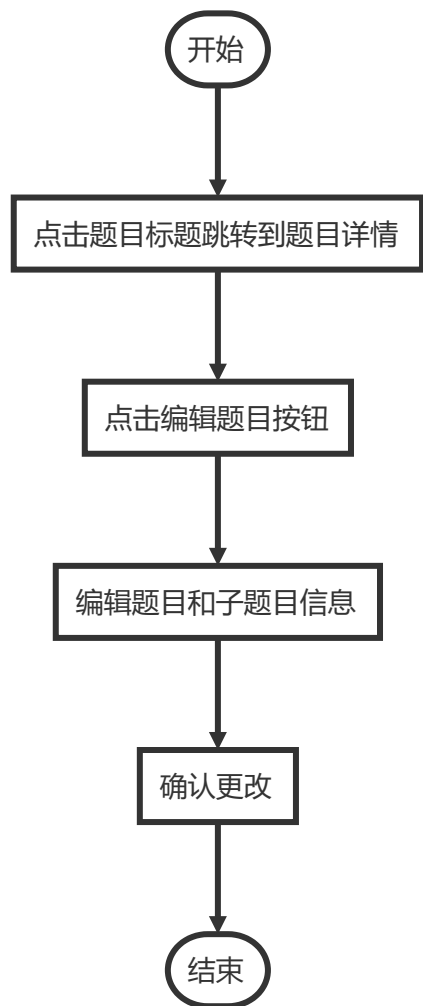 开始
点击题目标题跳转到题目详情
点击编辑题目按钮
编辑题目和子题目信息
确认更改
结束